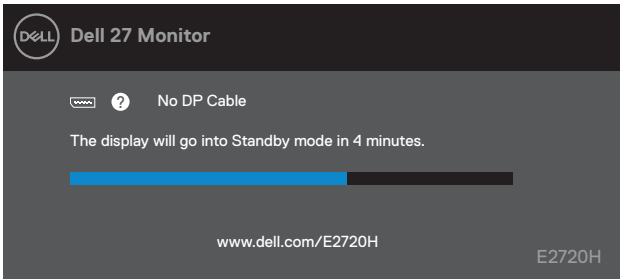 DELL
Dell 27 Monitor
? No DP Cable
The display will go into Standby mode in 4 minutes.
www.dell.com/E2720H
E2720H